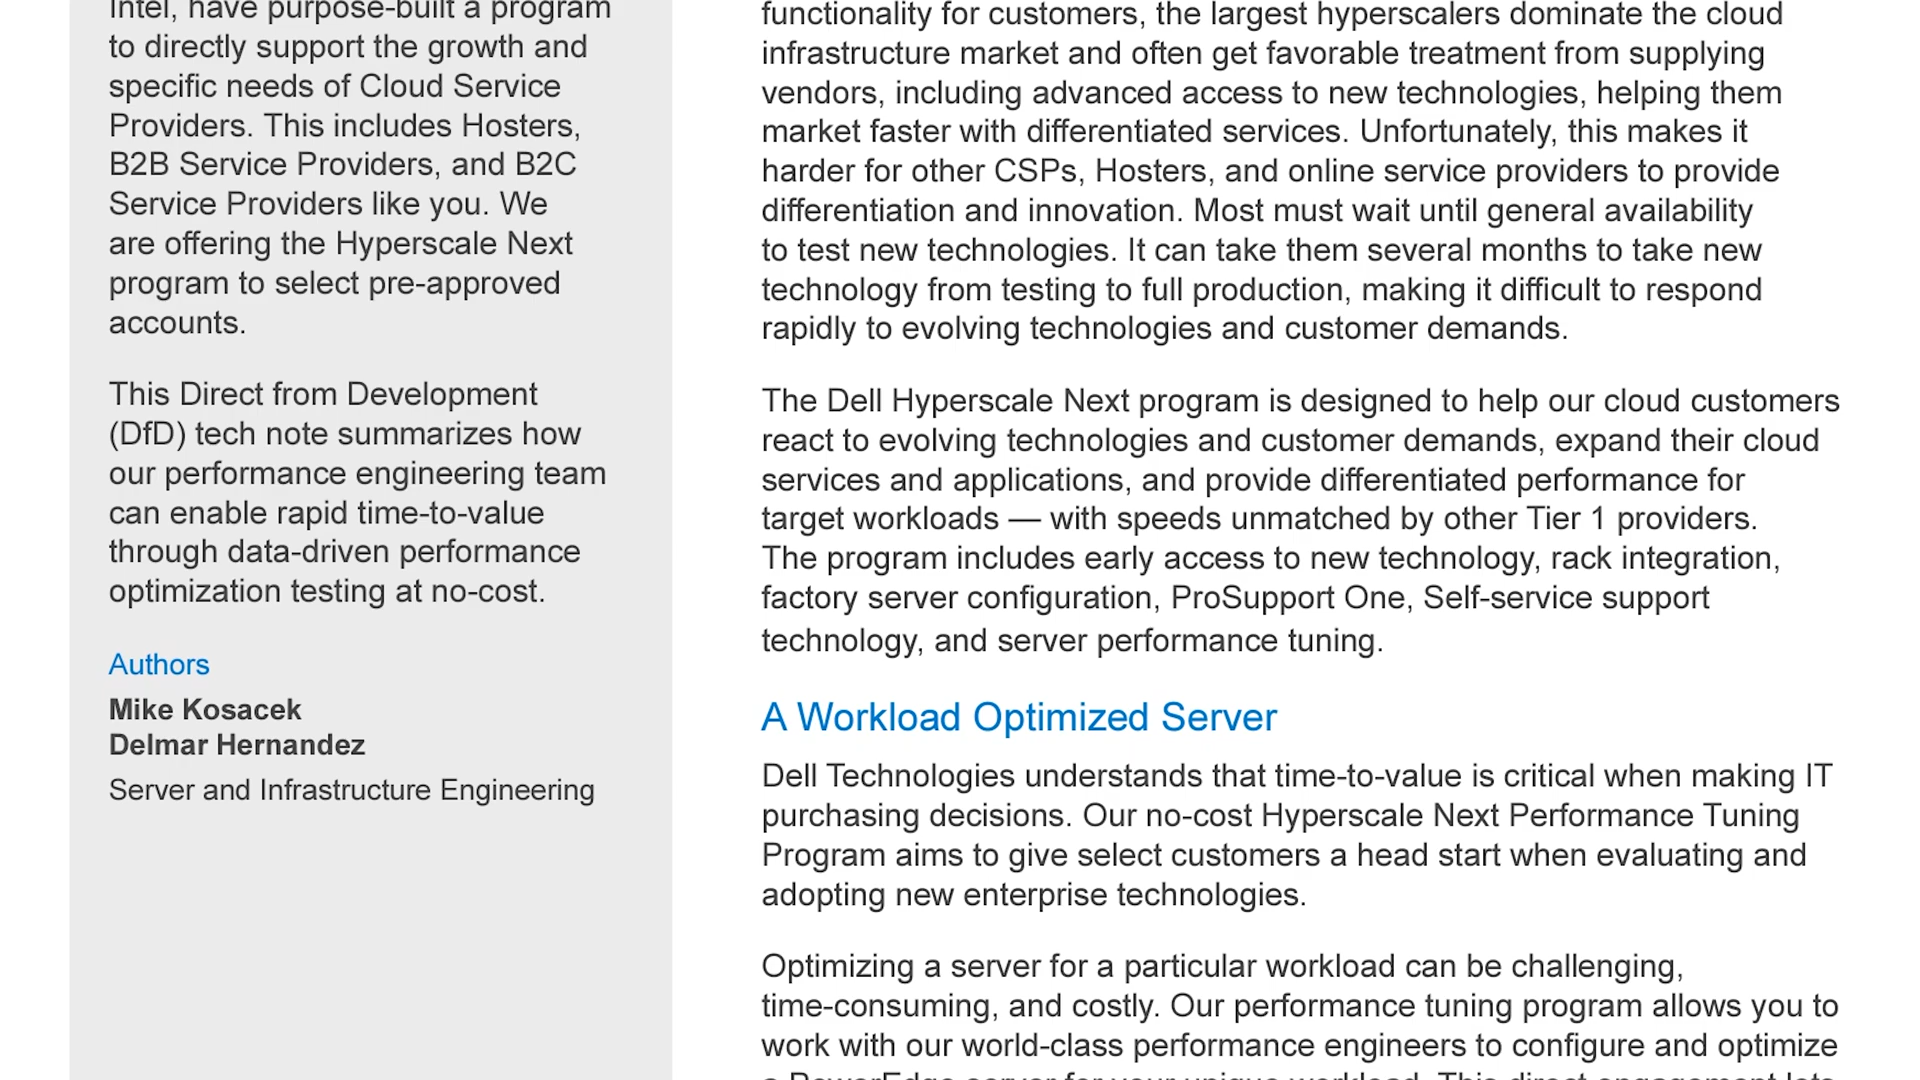 Intel, have purpose-built a program
to directly support the growth and
specific needs of Cloud Service
Providers. This includes Hosters,
B2B Service Providers, and B2C
Service Providers like you. We
are offering the Hyperscale Next
program to select pre-approved
accounts.
This Direct from Development
(DfD) tech note summarizes how
our performance engineering team
can enable rapid time-to-value
through data-driven performance
optimization testing at no-cost.
Authors
Mike Kosacek
Delmar Hernandez
Server and Infrastructure Engineering
functionality for customers, the largest hyperscalers dominate the cloud
infrastructure market and often get favorable treatment from supplying
vendors, including advanced access to new technologies, helping them
market faster with differentiated services. Unfortunately, this makes it
harder for other CSPs, Hosters, and online service providers to provide
differentiation and innovation. Most must wait until general availability
to test new technologies. It can take them several months to take new
technology from testing to full production, making it difficult to respond
rapidly to evolving technologies and customer demands.
The Dell Hyperscale Next program is designed to help our cloud customers
react to evolving technologies and customer demands, expand their cloud
services and applications, and provide differentiated performance for
target workloads — with speeds unmatched by other Tier 1 providers.
The program includes early access to new technology, rack integration,
factory server configuration, ProSupport One, Self-service support
technology, and server performance tuning.
A Workload Optimized Server
Dell Technologies understands that time-to-value is critical when making IT
purchasing decisions. Our no-cost Hyperscale Next Performance Tuning
Program aims to give select customers a head start when evaluating and
adopting new enterprise technologies.
Optimizing a server for a particular workload can be challenging,
time-consuming, and costly. Our performance tuning program allows you to
work with our world-class performance engineers to configure and optimize
a PowerEdge server for your unique workload. This direct engagement lets